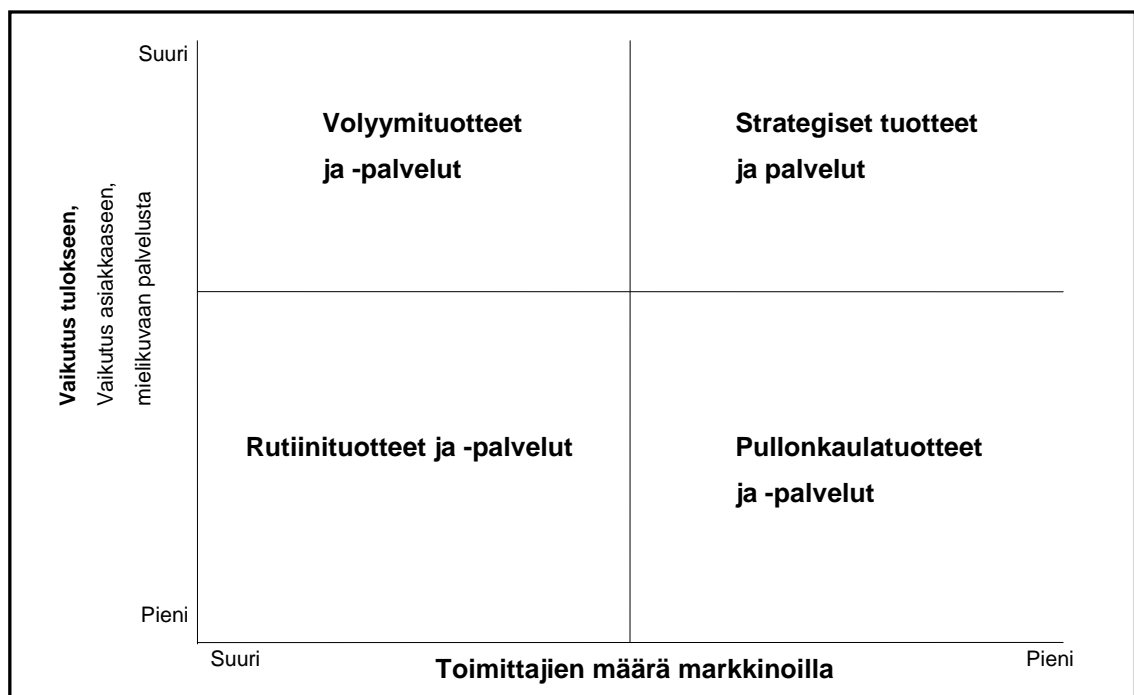 Suuri
Volyymituotteet
ja -palvelut
Strategiset tuotteet
ja palvelut
Vaikutus tulokseen,
Vaikutus asiakkaaseen,
mielikuvaan palvelusta
Rutiinituotteet ja -palvelut
Pullonkaulatuotteet
ja -palvelut
Pieni
Suuri
Toimittajien määrä markkinoilla
Pieni